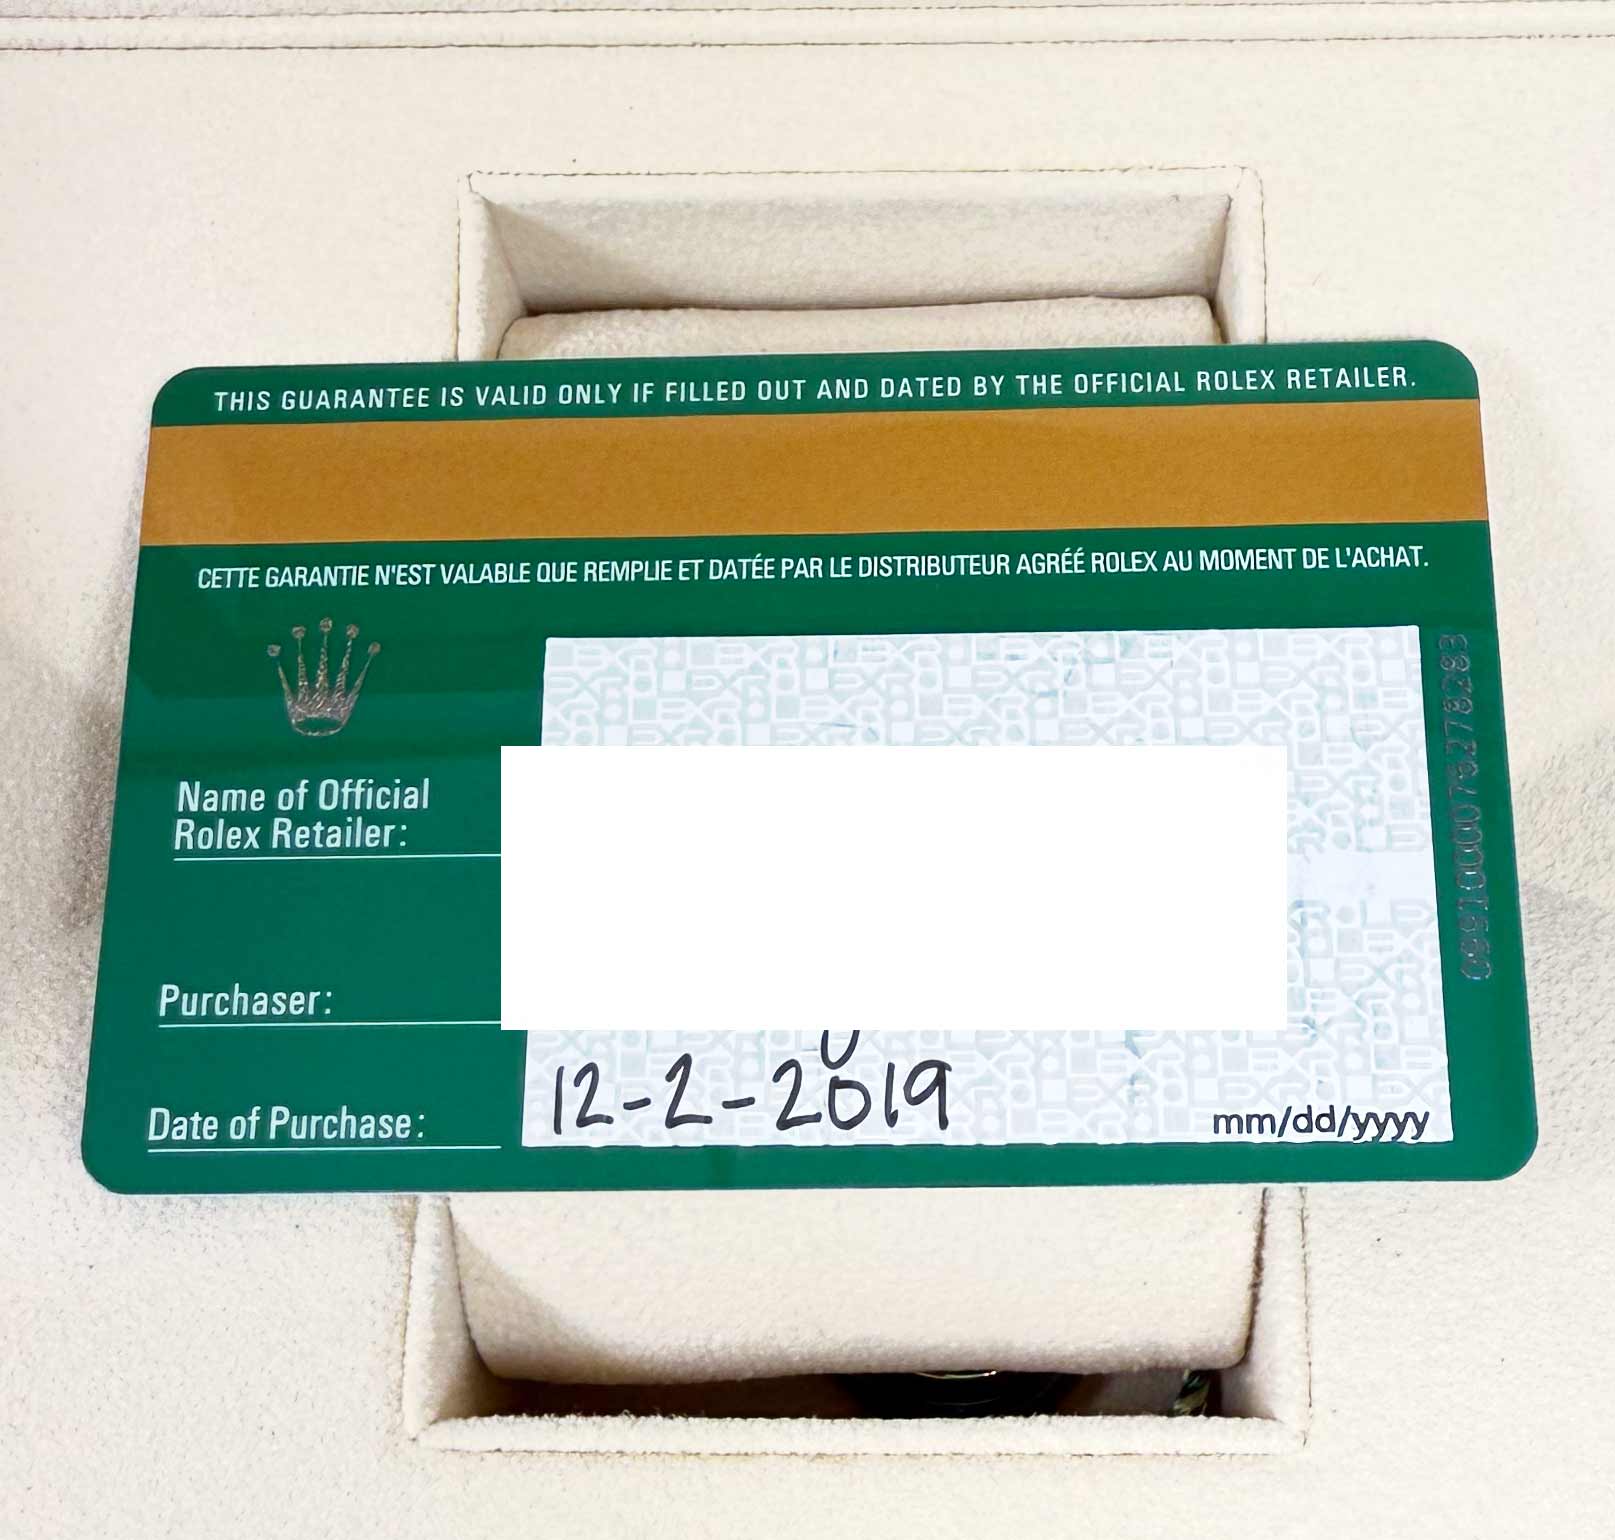 THIS GUARANTEE IS VALID ONLY IF FILLED OUT AND DATED BY THE OFFICIAL ROLEX RETAILER.
CETTE GARANTIE N'EST VALABLE QUE REMPLIE ET DATÉE PAR LE DISTRIBUTEUR AGRÉÉ ROLEX AU MOMENT DE L'ACHAT.
Name of Official
Rolex Retailer:
Purchaser:
Date of Purchase: 12-2-2019 mm/dd/yyyy